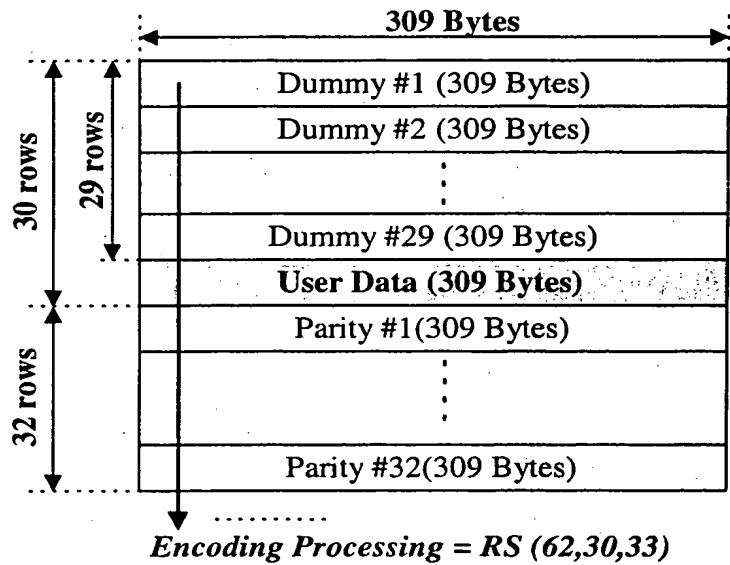 309 Bytes
Dummy #1 (309 Bytes)
Dummy #2 (309 Bytes)
Dummy #29 (309 Bytes)
User Data (309 Bytes)
Parity #1(309 Bytes)
Parity #32(309 Bytes)
30 rows
29 rows
32 rows
Encoding Processing = RS (62,30,33)